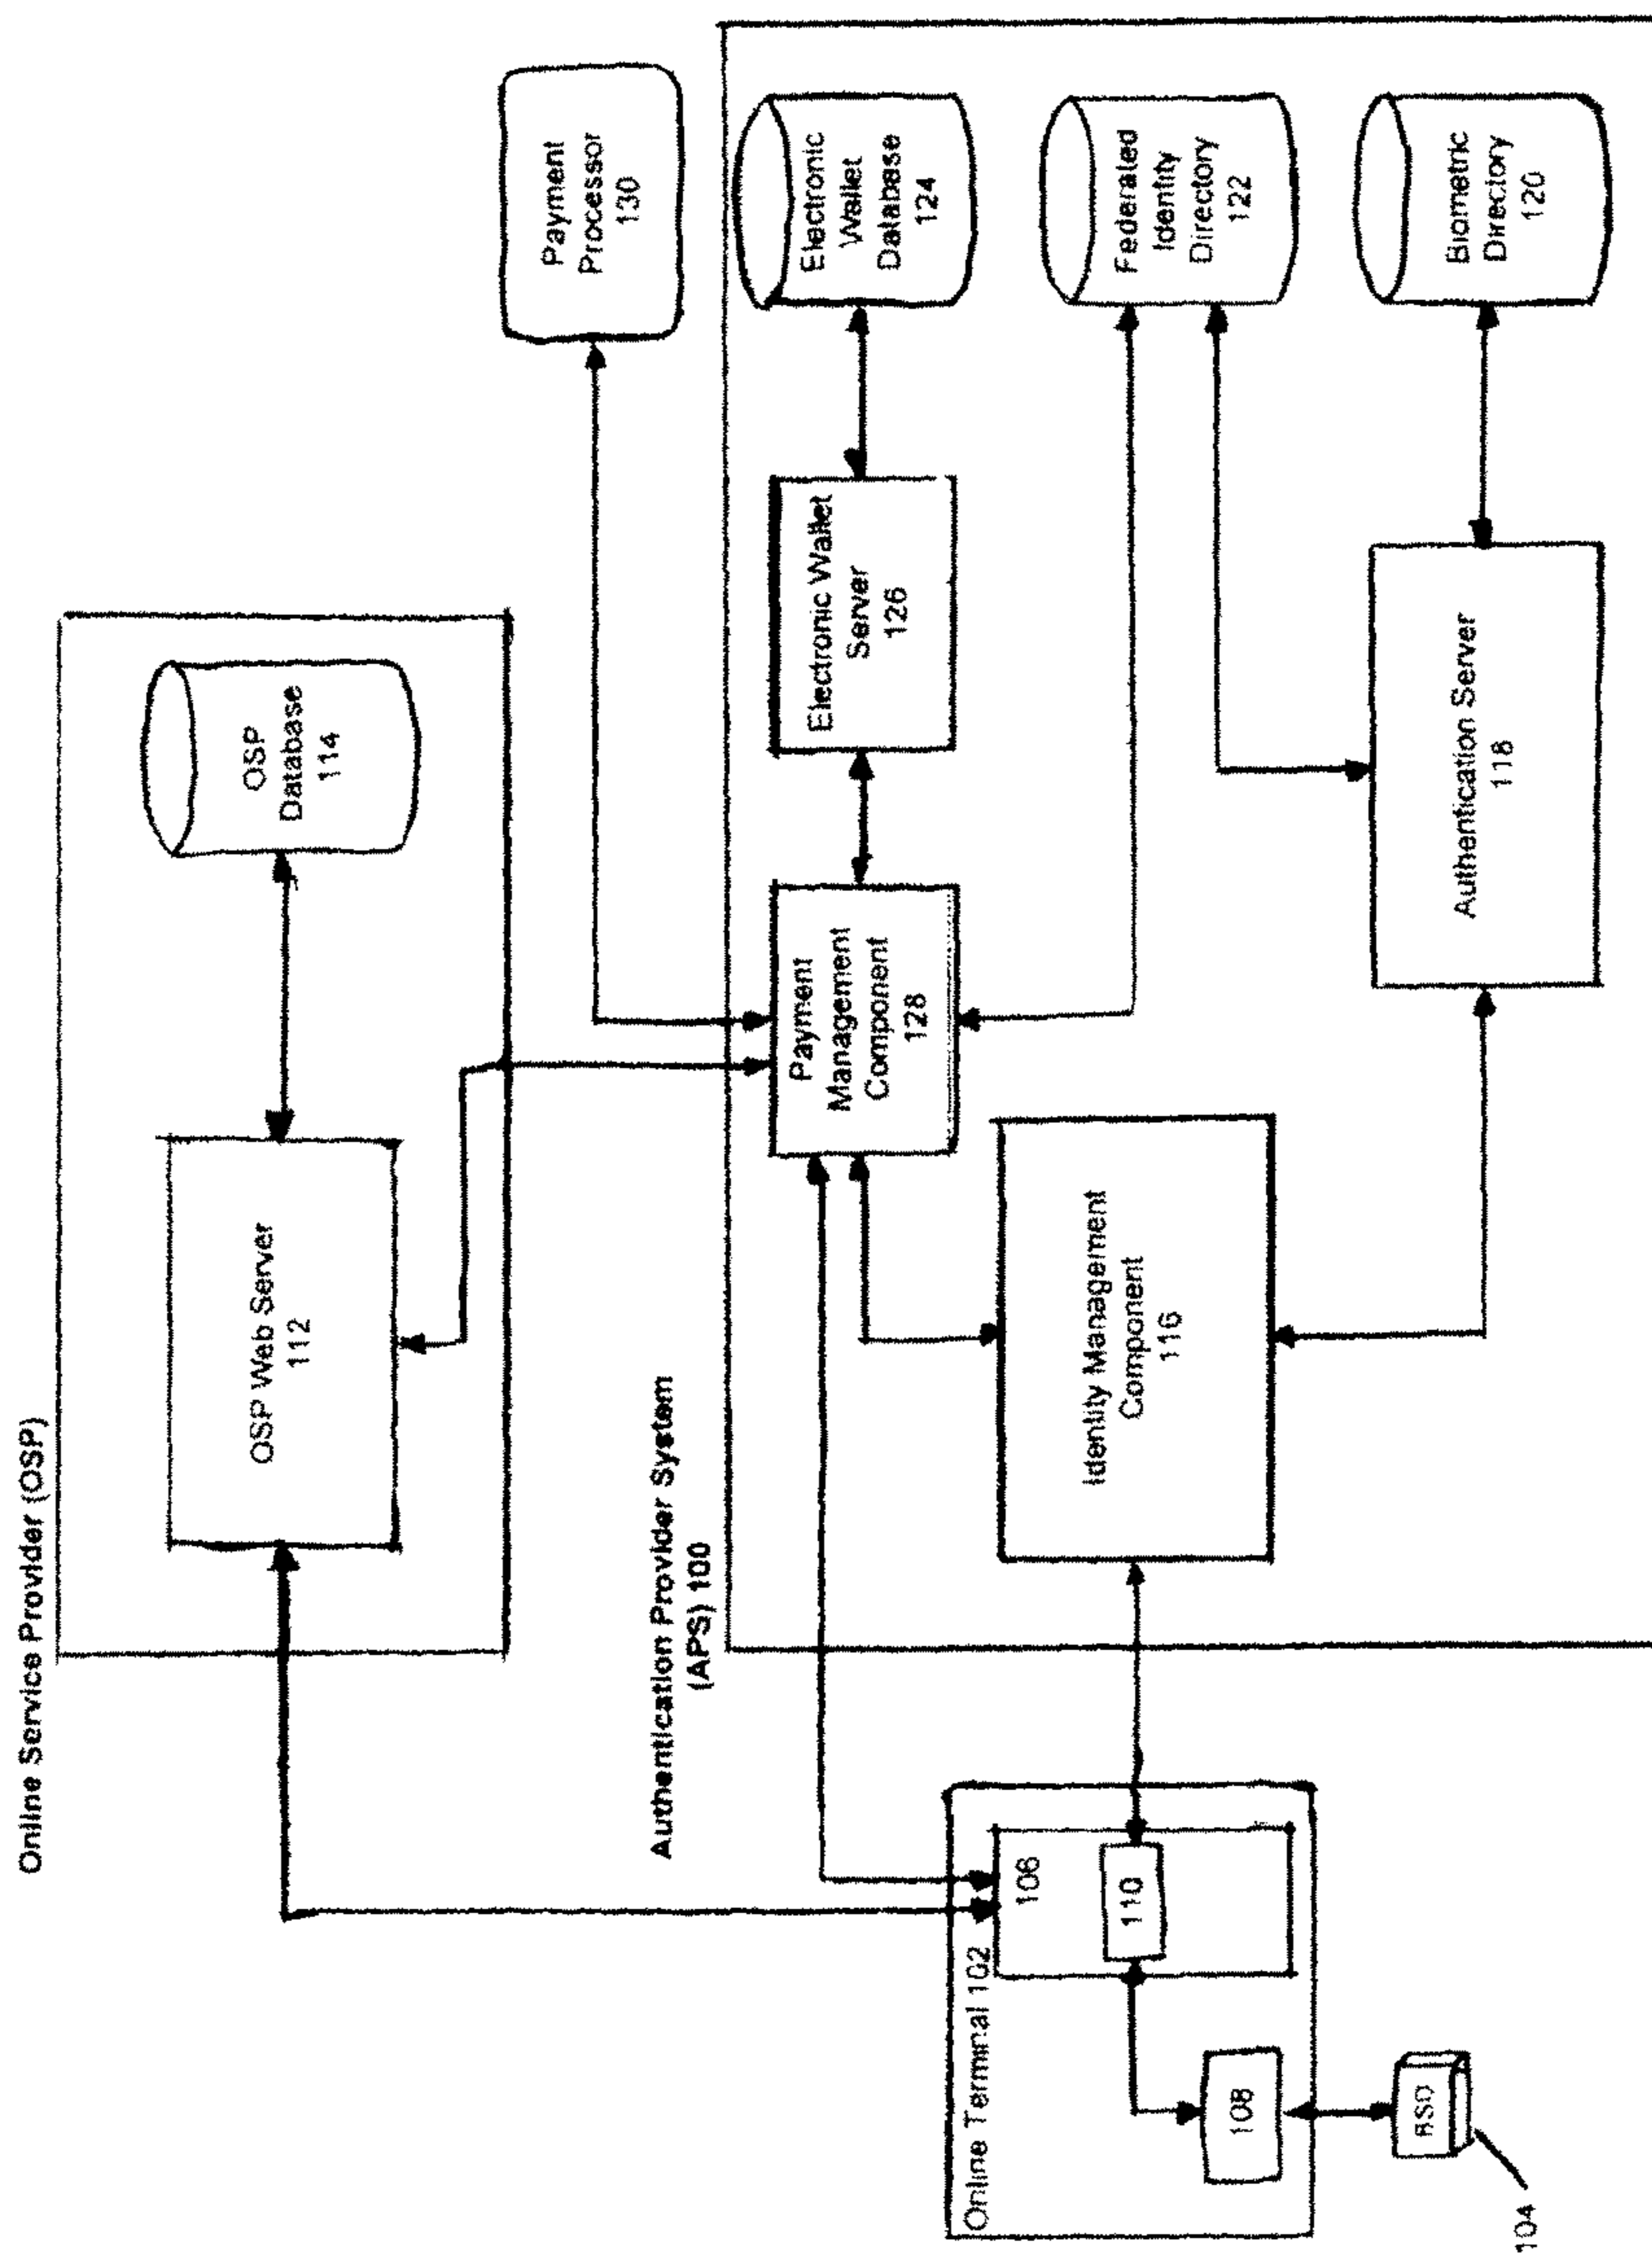 Online Service Provider (OSP)
OSP Web Server
112
OSP
Database
114
Payment
Processor
130
Authentication Provider System
(APS) 100
Payment
Management
Component
128
Electronic Wallet
Server
126
Electronic
Wallet
Database
124
Federated
Identity
Directory
122
Identity Management
Component
116
Authentication Server
118
Biometric
Directory
120
Online Terminal 102
106
110
108
BSD
104